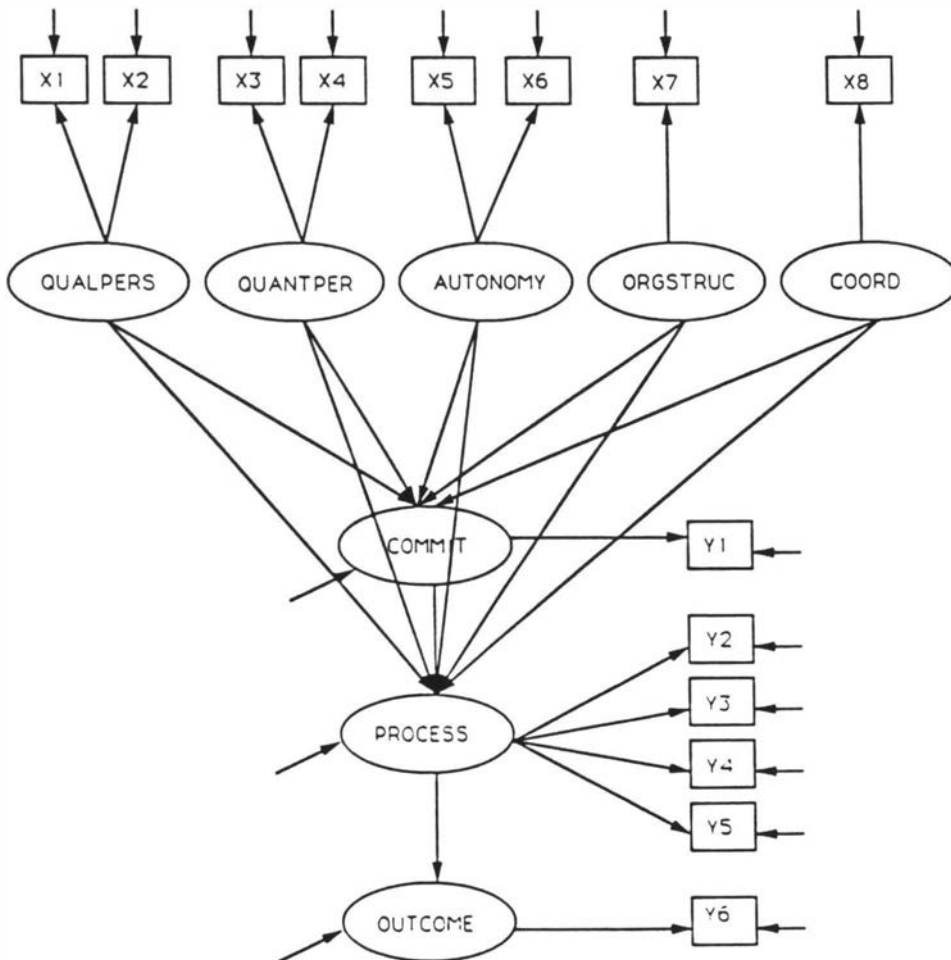 X1 X2 X3 X4 X5 X6 X7 X8
QUALPERS QUANTPER AUTONOMY ORGSTRUC COORD
COMMIT Y1
Y2
Y3
PROCESS
Y4
Y5
OUTCOME Y6